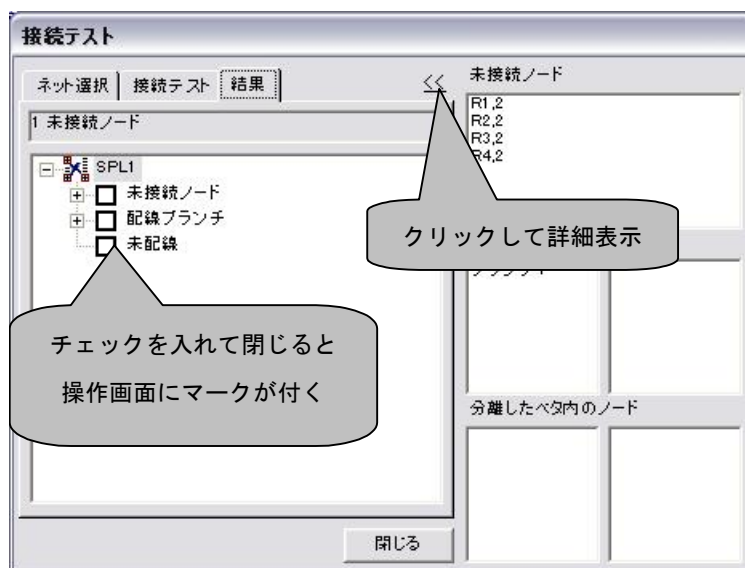 接続テスト
ネット選択
接続テスト
結果
<<
1 未接続ノード
SPL1
未接続ノード
配線ブランチ
未配線
未接続ノード
R1,2
R2,2
R3,2
R4,2
クリックして詳細表示
チェックを入れて閉じると
操作画面にマークが付く
分離したベタ内のノード
閉じる